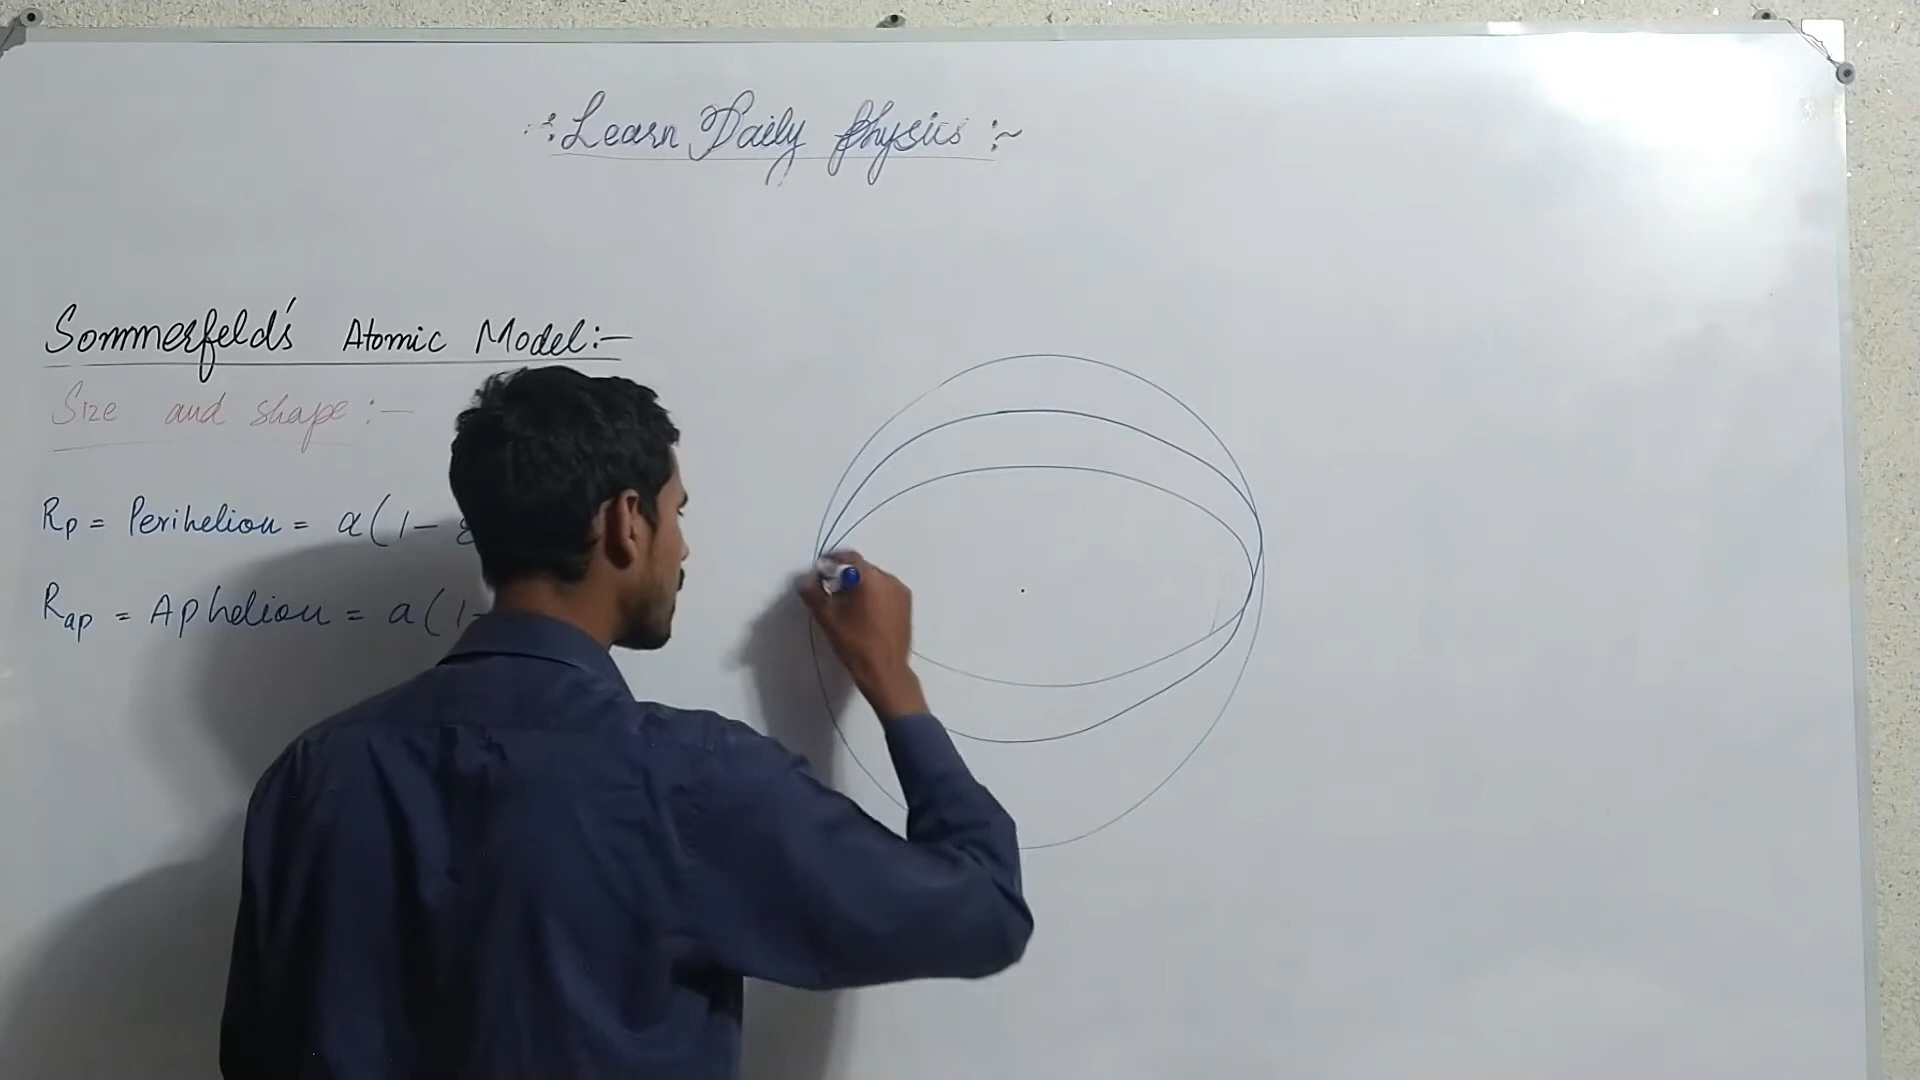 :Learn Daily Physics :~
Sommerfeld's Atomic Model:-
Size and shape :-
Rp = Perihelion = a(1-
Rap = Aphelion = a(1-